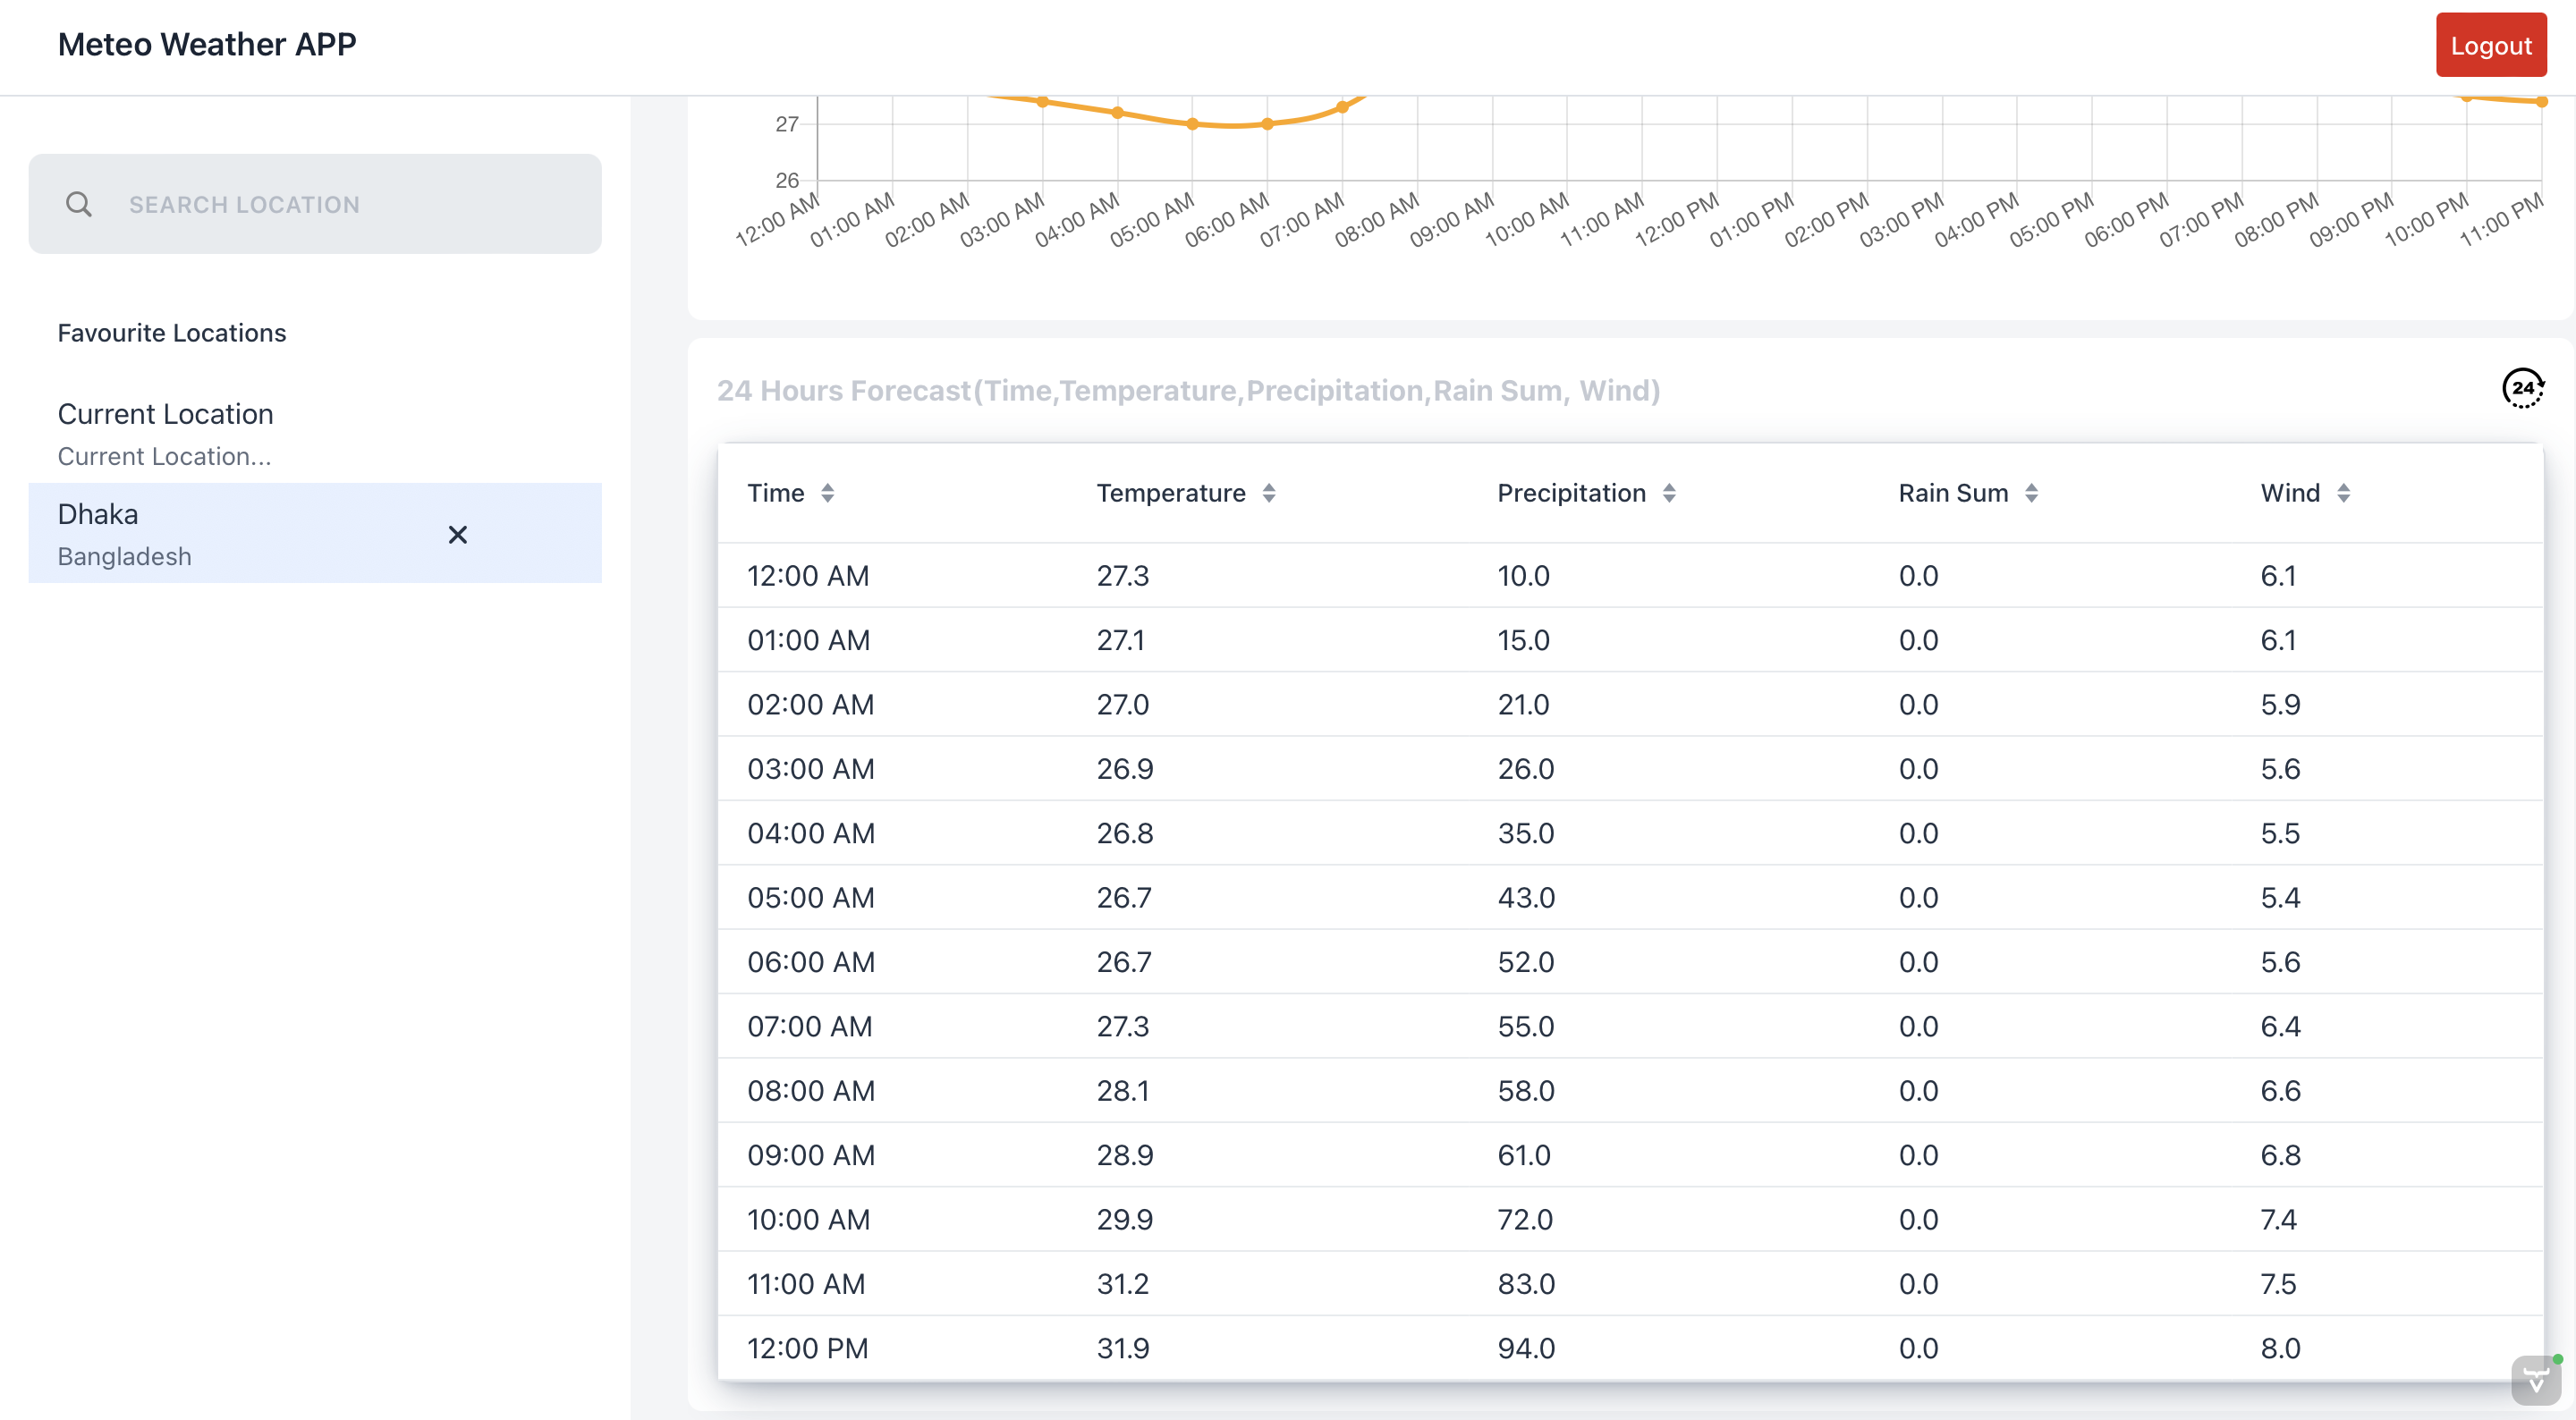 Meteo Weather APP
Logout
SEARCH LOCATION
Favourite Locations
Current Location
Current Location...
Dhaka
Bangladesh
27
26
12:00 AM 01:00 AM 02:00 AM 03:00 AM 04:00 AM 05:00 AM 06:00 AM 07:00 AM 08:00 AM 09:00 AM 10:00 AM 11:00 AM 12:00 PM 01:00 PM 02:00 PM 03:00 PM 04:00 PM 05:00 PM 06:00 PM 07:00 PM 08:00 PM 09:00 PM 10:00 PM 11:00 PM
24 Hours Forecast(Time,Temperature,Precipitation,Rain Sum, Wind)
24
Time Temperature Precipitation Rain Sum Wind
12:00 AM 27.3 10.0 0.0 6.1
01:00 AM 27.1 15.0 0.0 6.1
02:00 AM 27.0 21.0 0.0 5.9
03:00 AM 26.9 26.0 0.0 5.6
04:00 AM 26.8 35.0 0.0 5.5
05:00 AM 26.7 43.0 0.0 5.4
06:00 AM 26.7 52.0 0.0 5.6
07:00 AM 27.3 55.0 0.0 6.4
08:00 AM 28.1 58.0 0.0 6.6
09:00 AM 28.9 61.0 0.0 6.8
10:00 AM 29.9 72.0 0.0 7.4
11:00 AM 31.2 83.0 0.0 7.5
12:00 PM 31.9 94.0 0.0 8.0